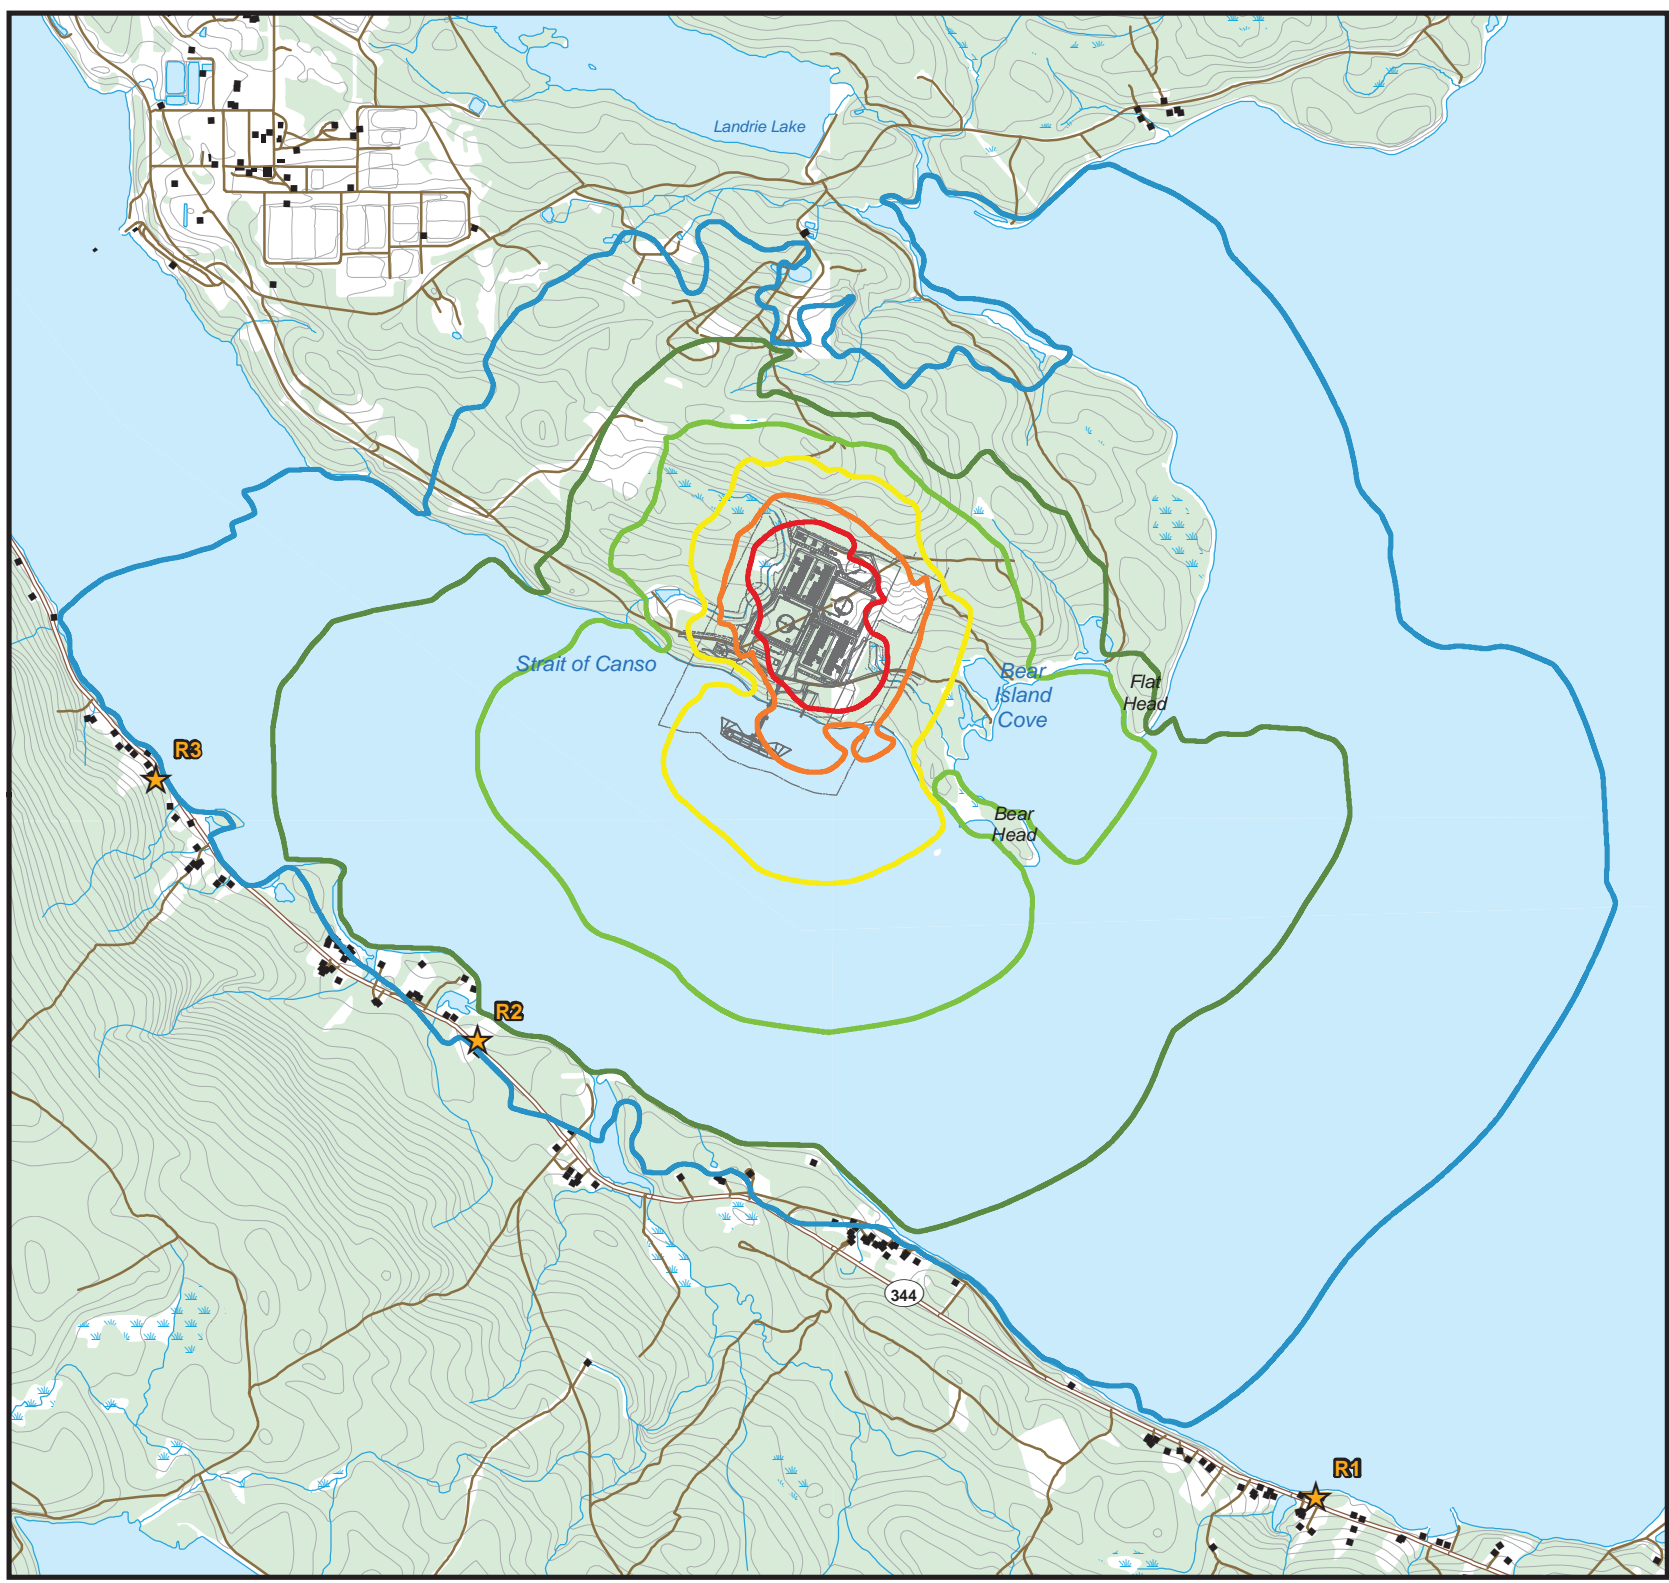 Landrie Lake
Strait of Canso
Bear
Island
Cove
Flat
Head
R3
Bear
Head
R2
344
R1